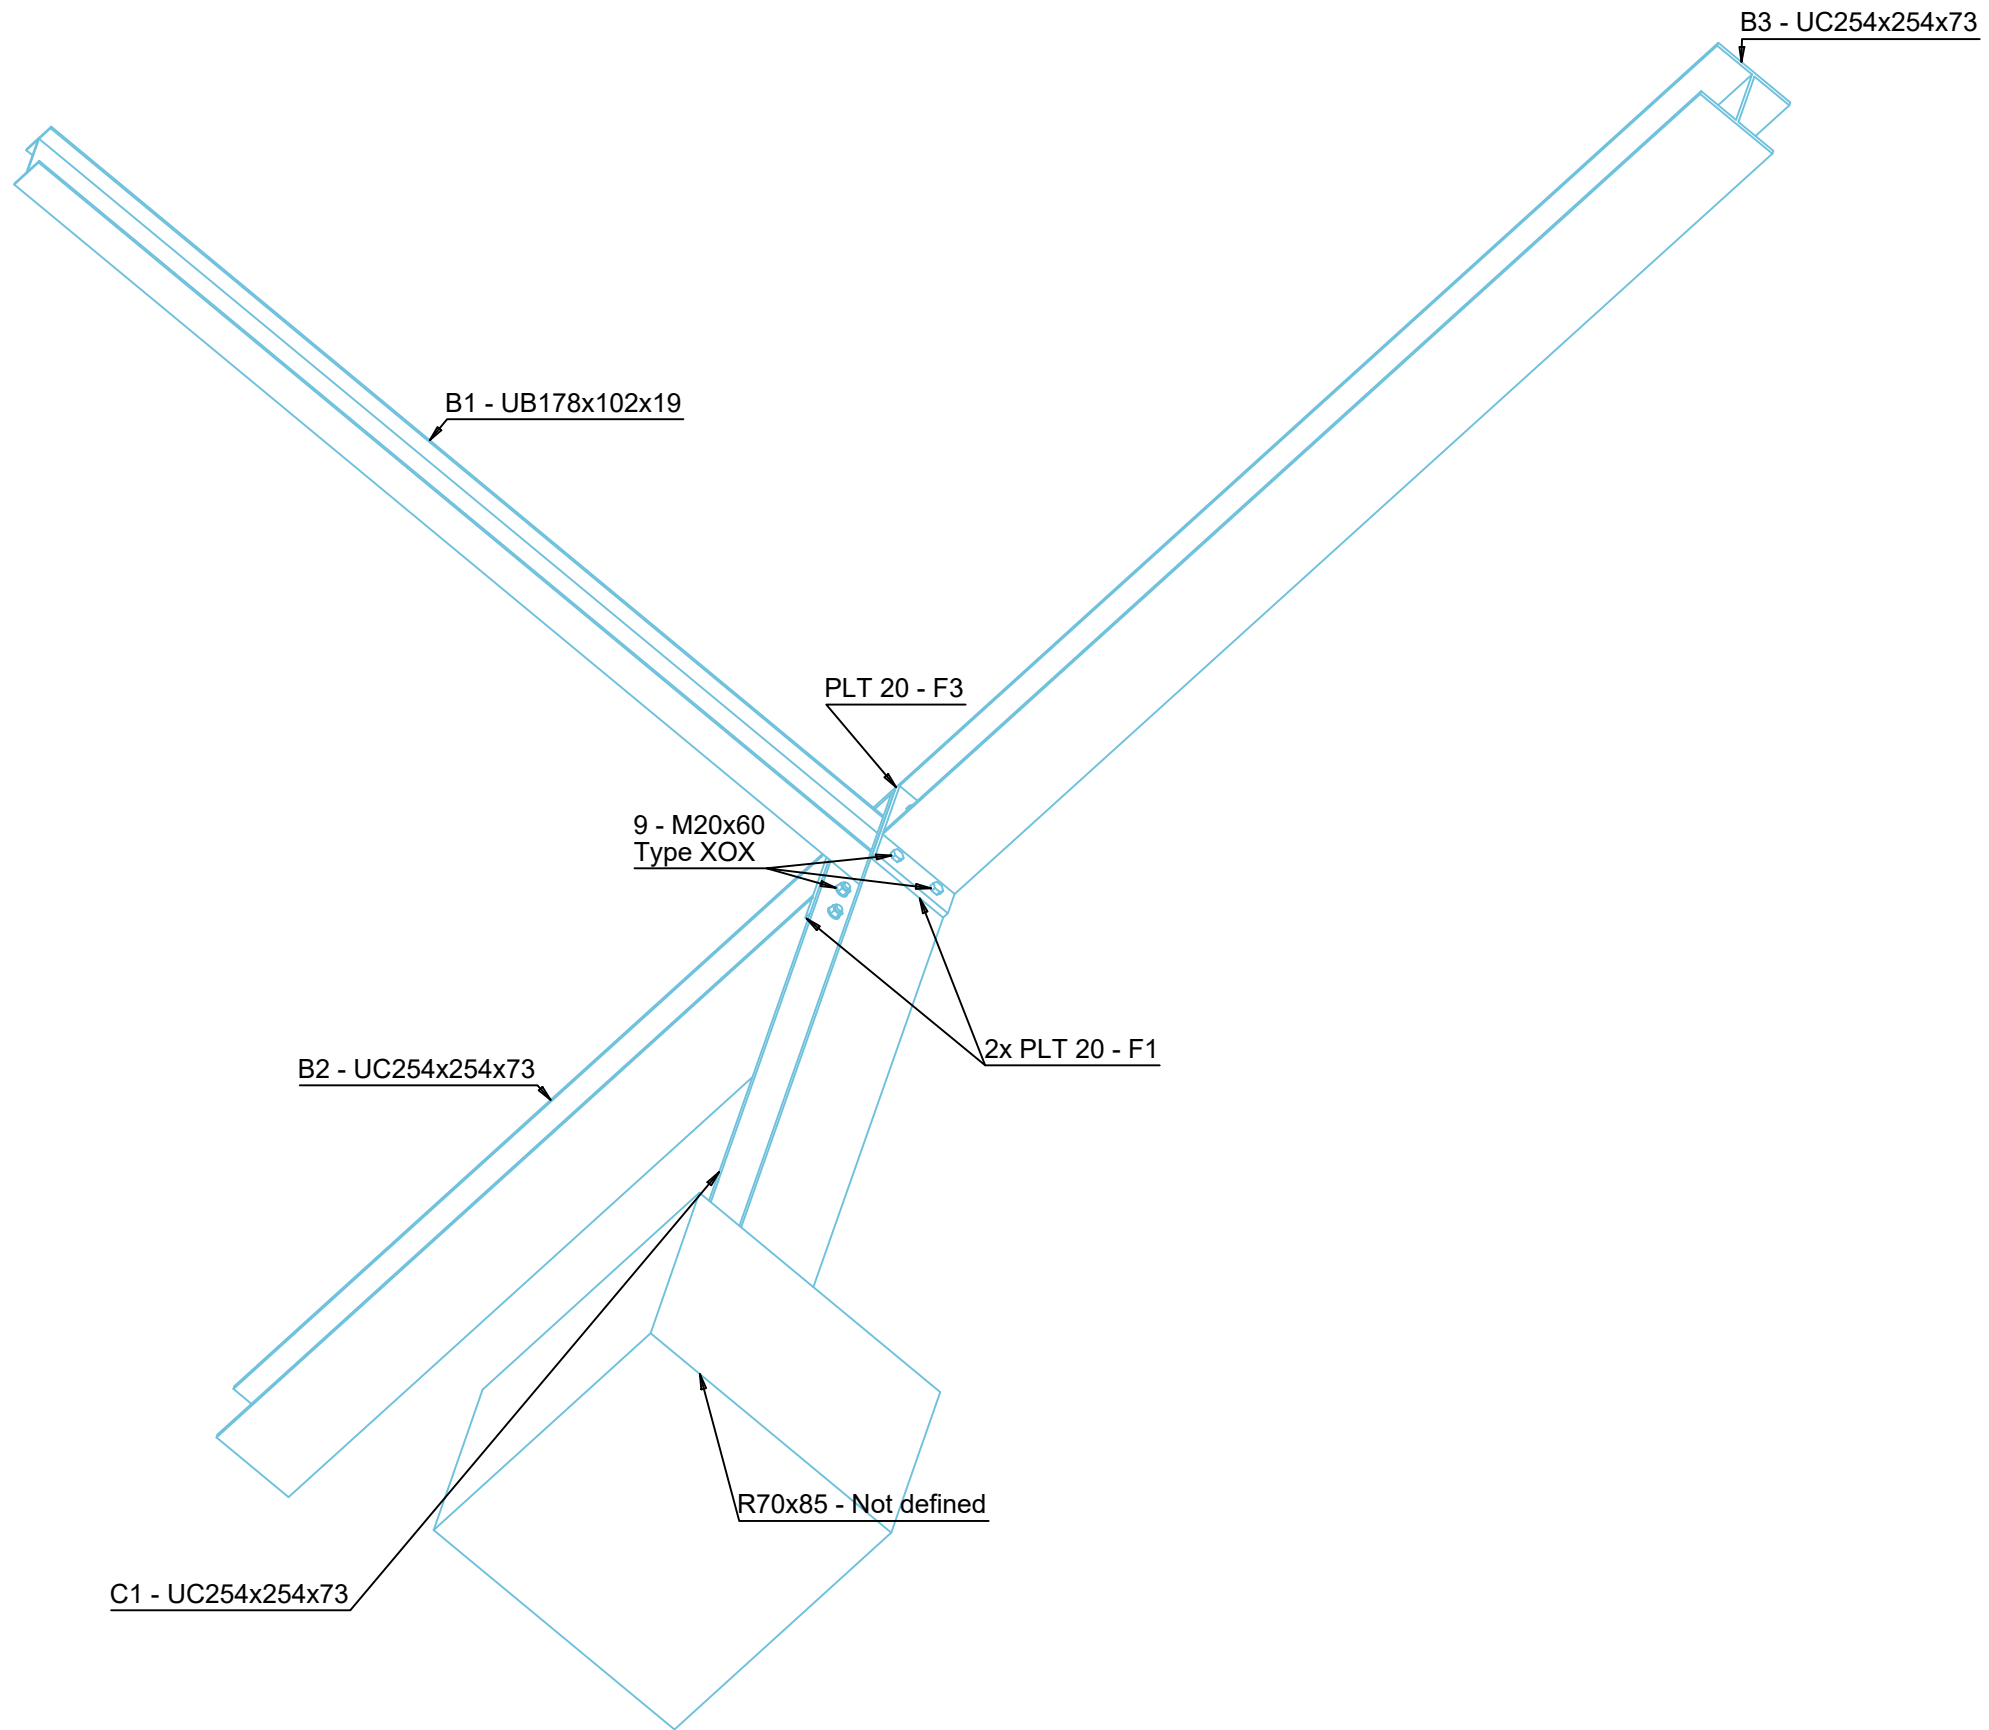 B3 - UC254x254x73
B1 - UB178x102x19
PLT 20 - F3
9 - M20x60
Type XOX
2x PLT 20 - F1
B2 - UC254x254x73
R70x85 - Not defined
C1 - UC254x254x73